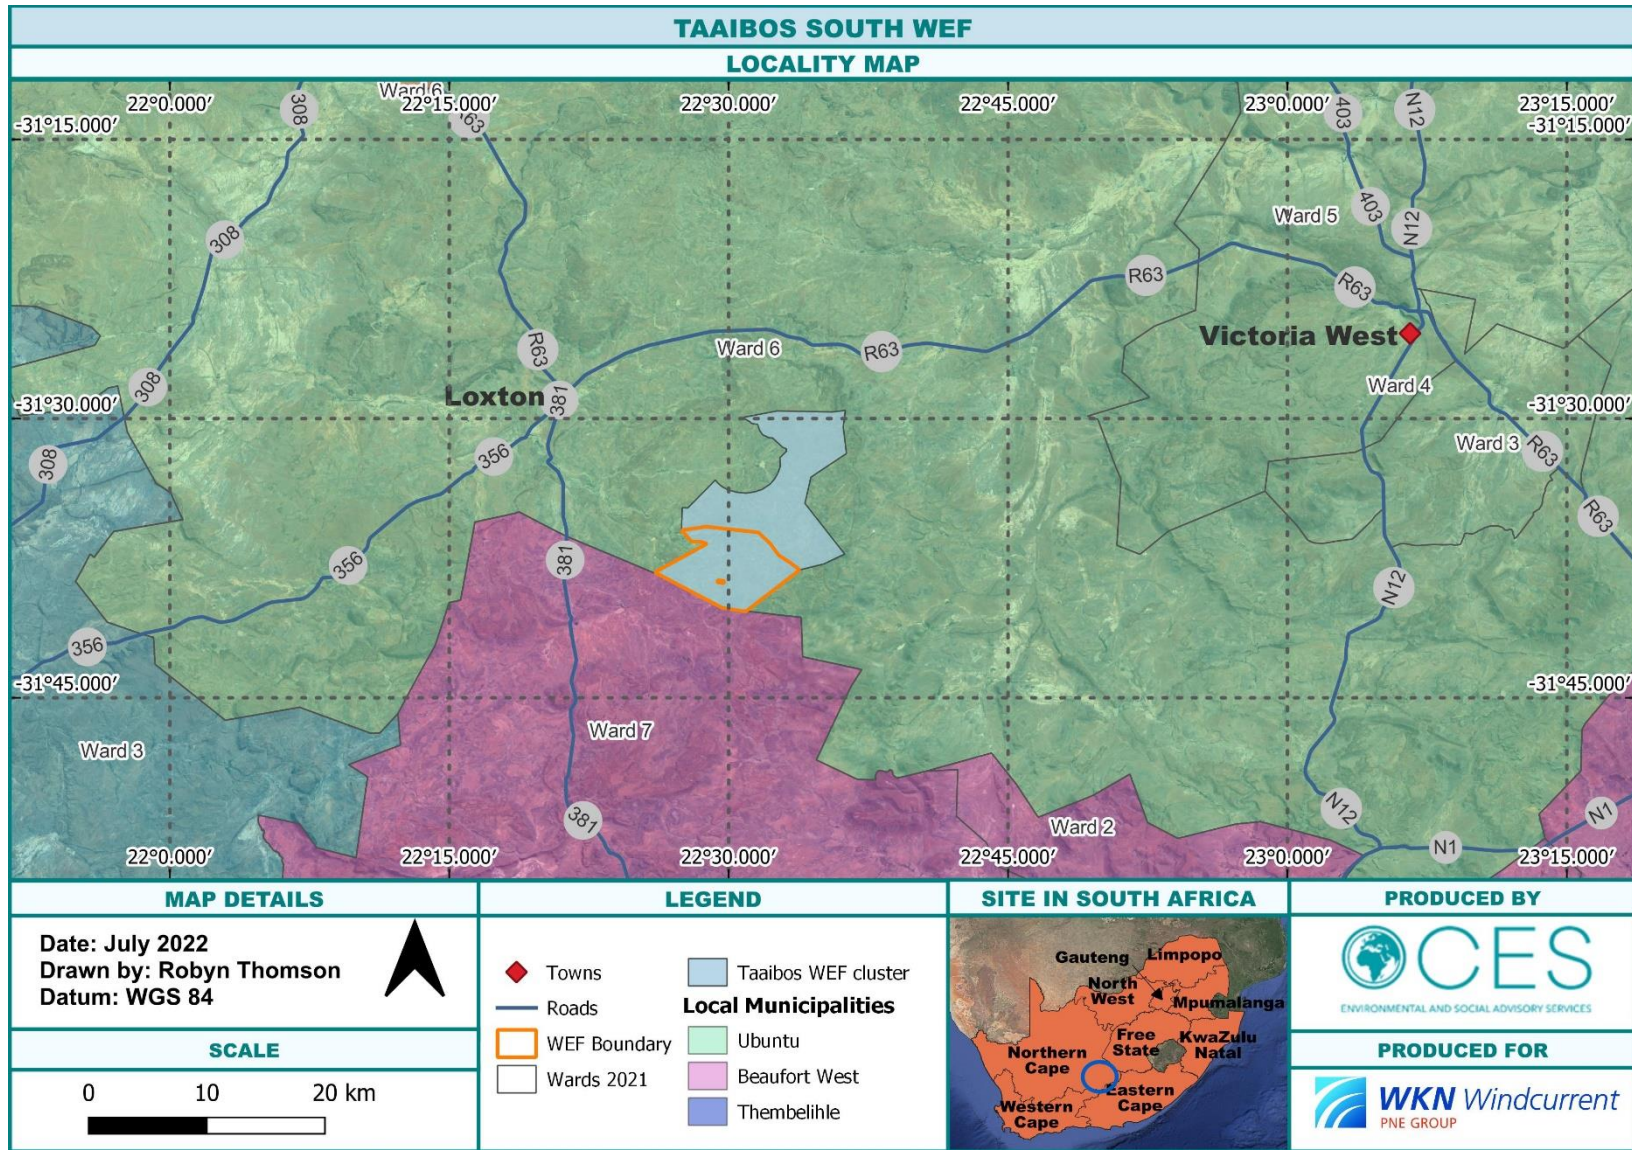 TAAIBOS SOUTH WEF
LOCALITY MAP
22°0.000′
308
Ward 6
R63
22°15.000′
22°30.000′
22°45.000′
23°0.000′
403
N12
23°15.000′
-31°15.000′
-31°15.000′
308
Ward 5
403
N12
R63
R63
Victoria West
R63
Ward 6
R63
308
Loxton
381
Ward 4
-31°30.000′
-31°30.000′
308
356
Ward 3
R63
R63
356
381
N12
356
-31°45.000′
-31°45.000′
Ward 3
Ward 7
381
Ward 2
N12
N1
N1
22°0.000′
22°15.000′
22°30.000′
22°45.000′
23°0.000′
23°15.000′
MAP DETAILS
Date: July 2022
Drawn by: Robyn Thomson
Datum: WGS 84
SCALE
0 10 20 km
LEGEND
Towns
Roads
WEF Boundary
Wards 2021
Taaibos WEF cluster
Local Municipalities
Ubuntu
Beaufort West
Thembelihle
SITE IN SOUTH AFRICA
Gauteng
Limpopo
North
West
Mpumalanga
Free
State
KwaZulu
Natal
Northern
Cape
Eastern
Cape
Western
Cape
PRODUCED BY
CES
ENVIRONMENTAL AND SOCIAL ADVISORY SERVICES
PRODUCED FOR
WKN Windcurrent
PNE GROUP